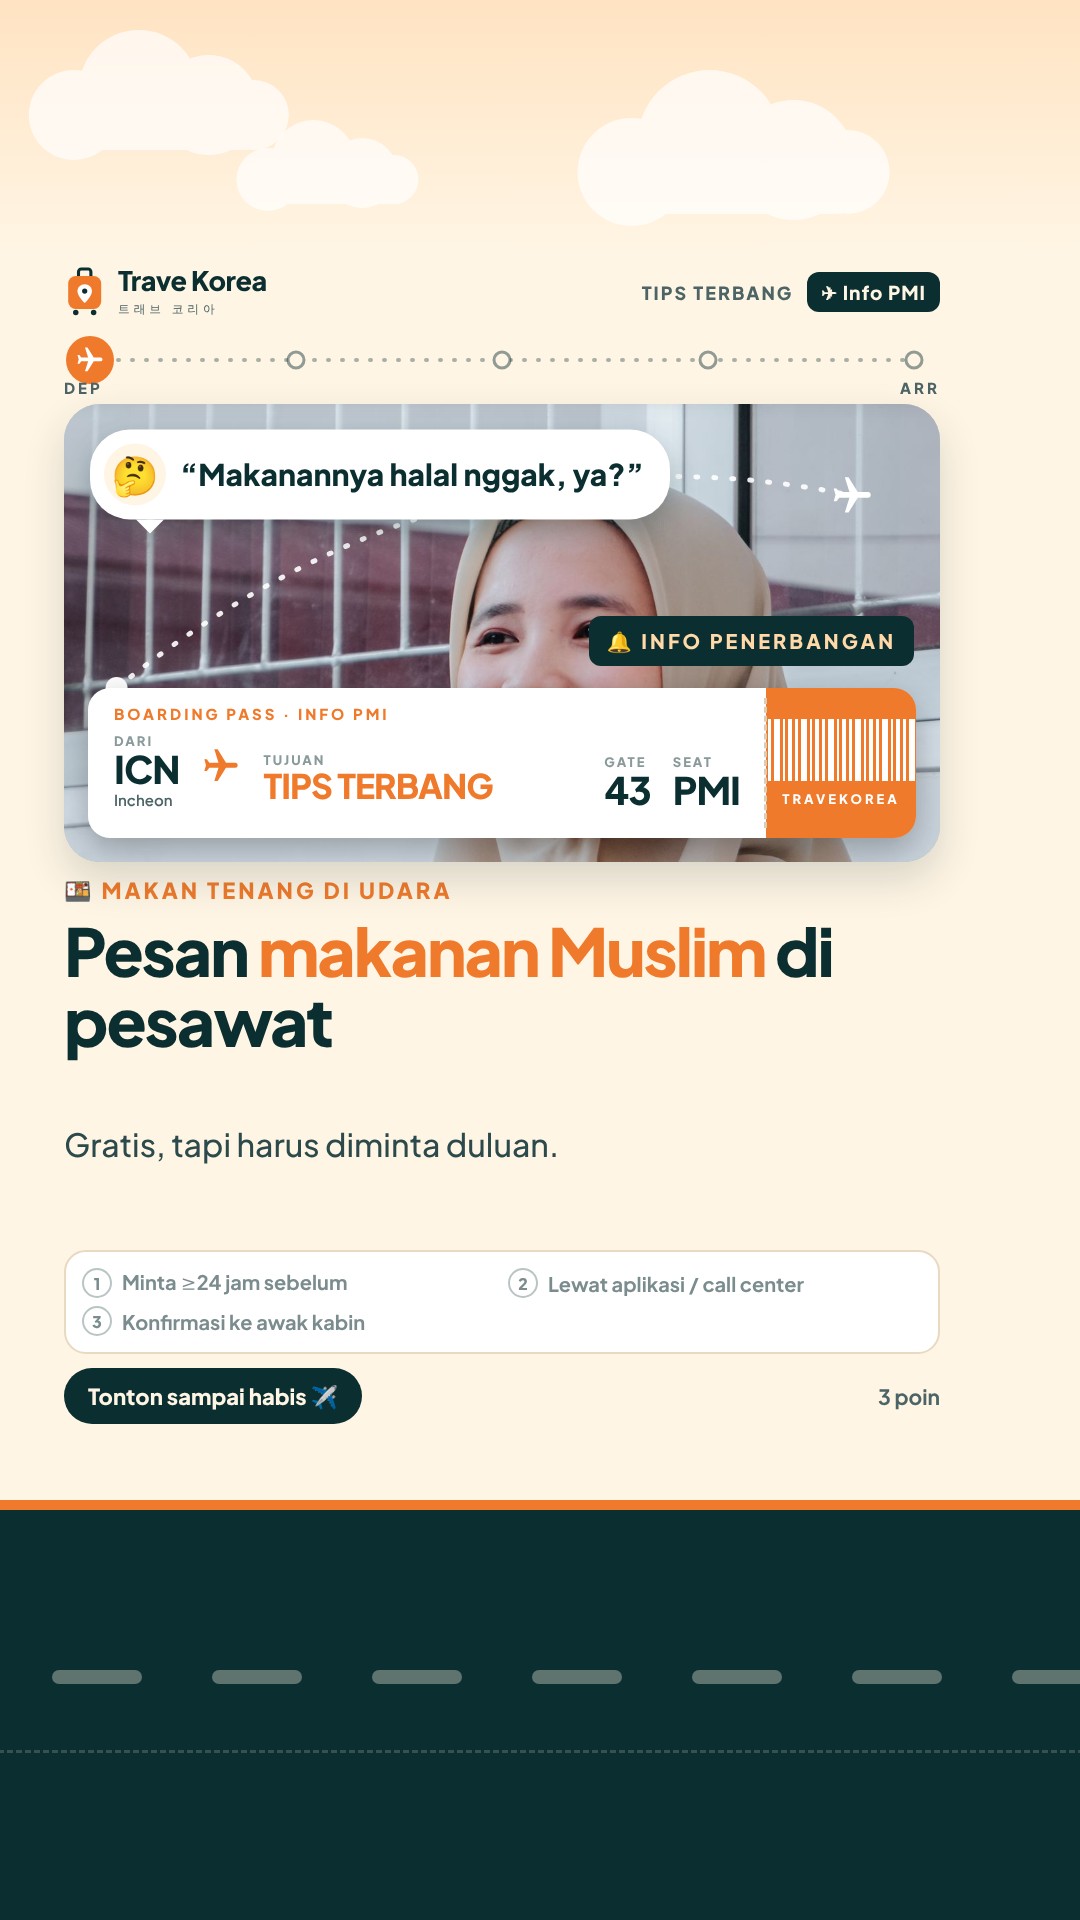 Trave Korea
트래브 코리아
TIPS TERBANG
✈ Info PMI
DEP
ARR
🤔 “Makanannya halal nggak, ya?”
🔔 INFO PENERBANGAN
BOARDING PASS · INFO PMI
DARI
ICN
Incheon
TUJUAN
TIPS TERBANG
GATE
43
SEAT
PMI
TRAVEKOREA
🍱 MAKAN TENANG DI UDARA
Pesan makanan Muslim di
pesawat
Gratis, tapi harus diminta duluan.
1 Minta ≥24 jam sebelum
2 Lewat aplikasi / call center
3 Konfirmasi ke awak kabin
Tonton sampai habis ✈️
3 poin